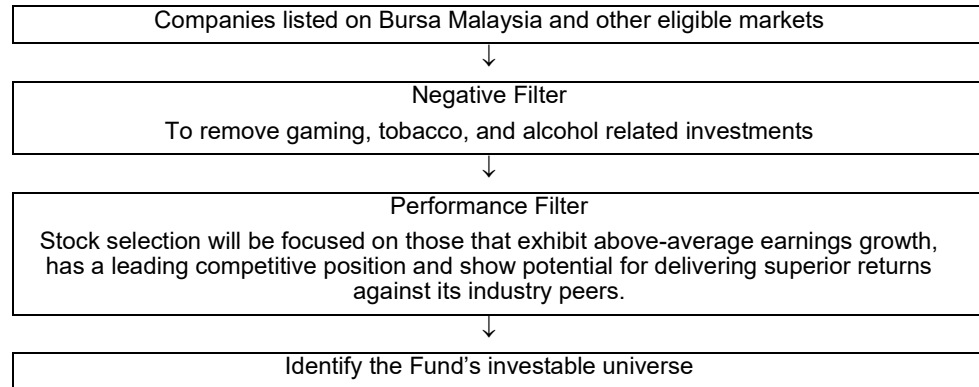 Companies listed on Bursa Malaysia and other eligible markets
↓
Negative Filter
To remove gaming, tobacco, and alcohol related investments
↓
Performance Filter
Stock selection will be focused on those that exhibit above-average earnings growth,
has a leading competitive position and show potential for delivering superior returns
against its industry peers.
↓
Identify the Fund’s investable universe